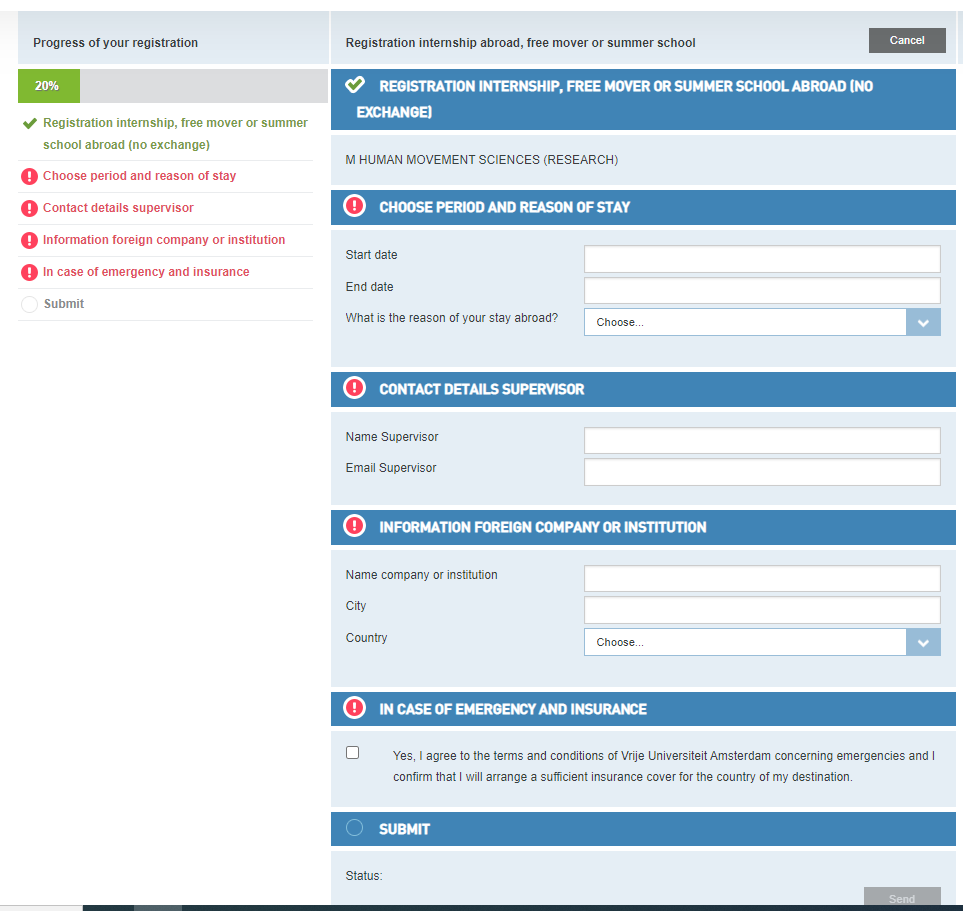 Progress of your registration
Registration internship abroad, free mover or summer school
Cancel
20%
Registration internship, free mover or summer
school abroad (no exchange)
Choose period and reason of stay
Contact details supervisor
Information foreign company or institution
In case of emergency and insurance
Submit
REGISTRATION INTERNSHIP, FREE MOVER OR SUMMER SCHOOL ABROAD (NO
EXCHANGE)
M HUMAN MOVEMENT SCIENCES (RESEARCH)
CHOOSE PERIOD AND REASON OF STAY
Start date
End date
What is the reason of your stay abroad?
Choose...
CONTACT DETAILS SUPERVISOR
Name Supervisor
Email Supervisor
INFORMATION FOREIGN COMPANY OR INSTITUTION
Name company or institution
City
Country
Choose...
IN CASE OF EMERGENCY AND INSURANCE
Yes, I agree to the terms and conditions of Vrije Universiteit Amsterdam concerning emergencies and I
confirm that I will arrange a sufficient insurance cover for the country of my destination.
SUBMIT
Status:
Send